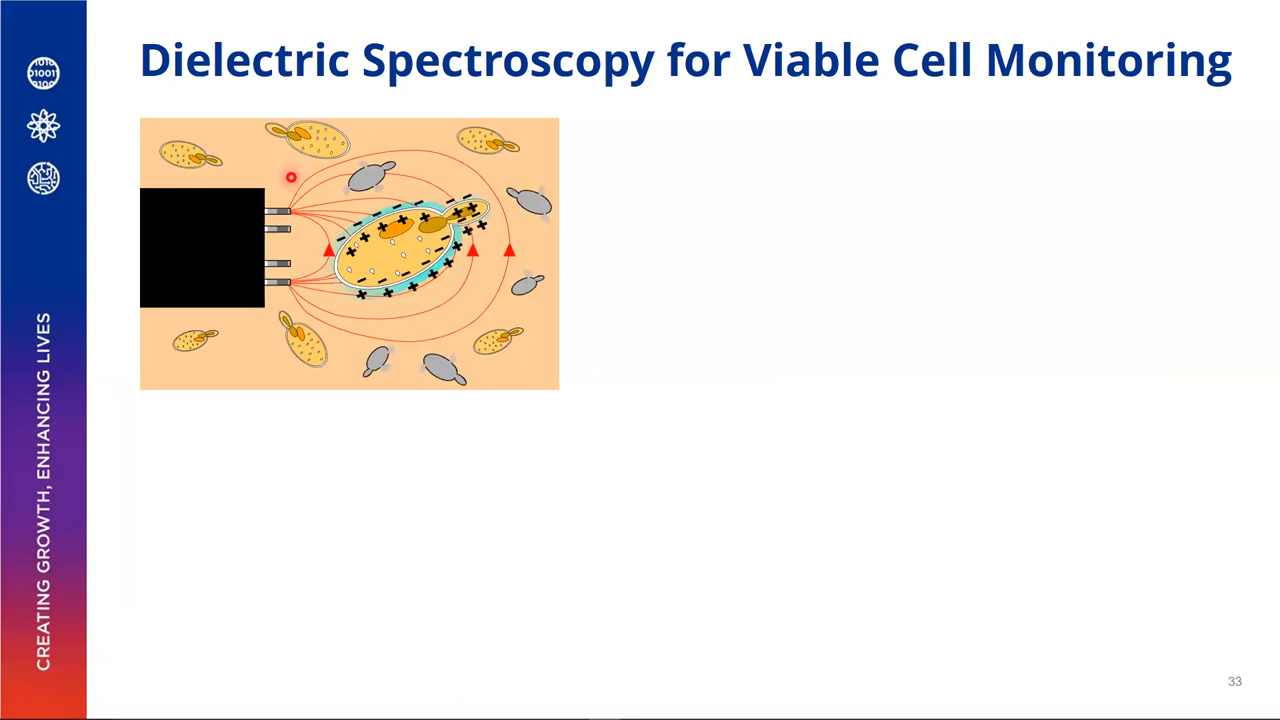 Dielectric Spectroscopy for Viable Cell Monitoring
CREATING GROWTH, ENHANCING LIVES
33